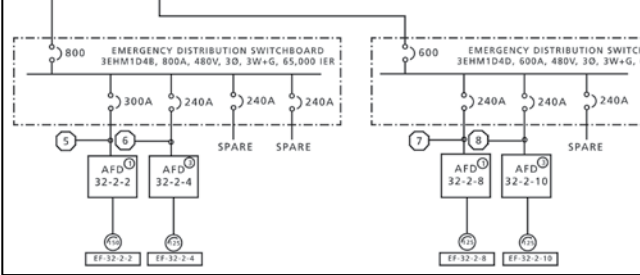 800
EMERGENCY DISTRIBUTION SWITCHBOARD
3EHM1D4B, 800A, 480V, 3Ø, 3W+G, 65,000 IER
300A
240A
240A
240A
5
6
SPARE
SPARE
AFD 1
32-2-2
AFD 3
32-2-4
150
125
EF-32-2-2
EF-32-2-4
600
EMERGENCY DISTRIBUTION SWITC
3EHM1D4D, 600A, 480V, 3Ø, 3W+G,
240A
240A
240A
7
8
SPARE
AFD 1
32-2-8
AFD 3
32-2-10
125
125
EF-32-2-8
EF-32-2-10